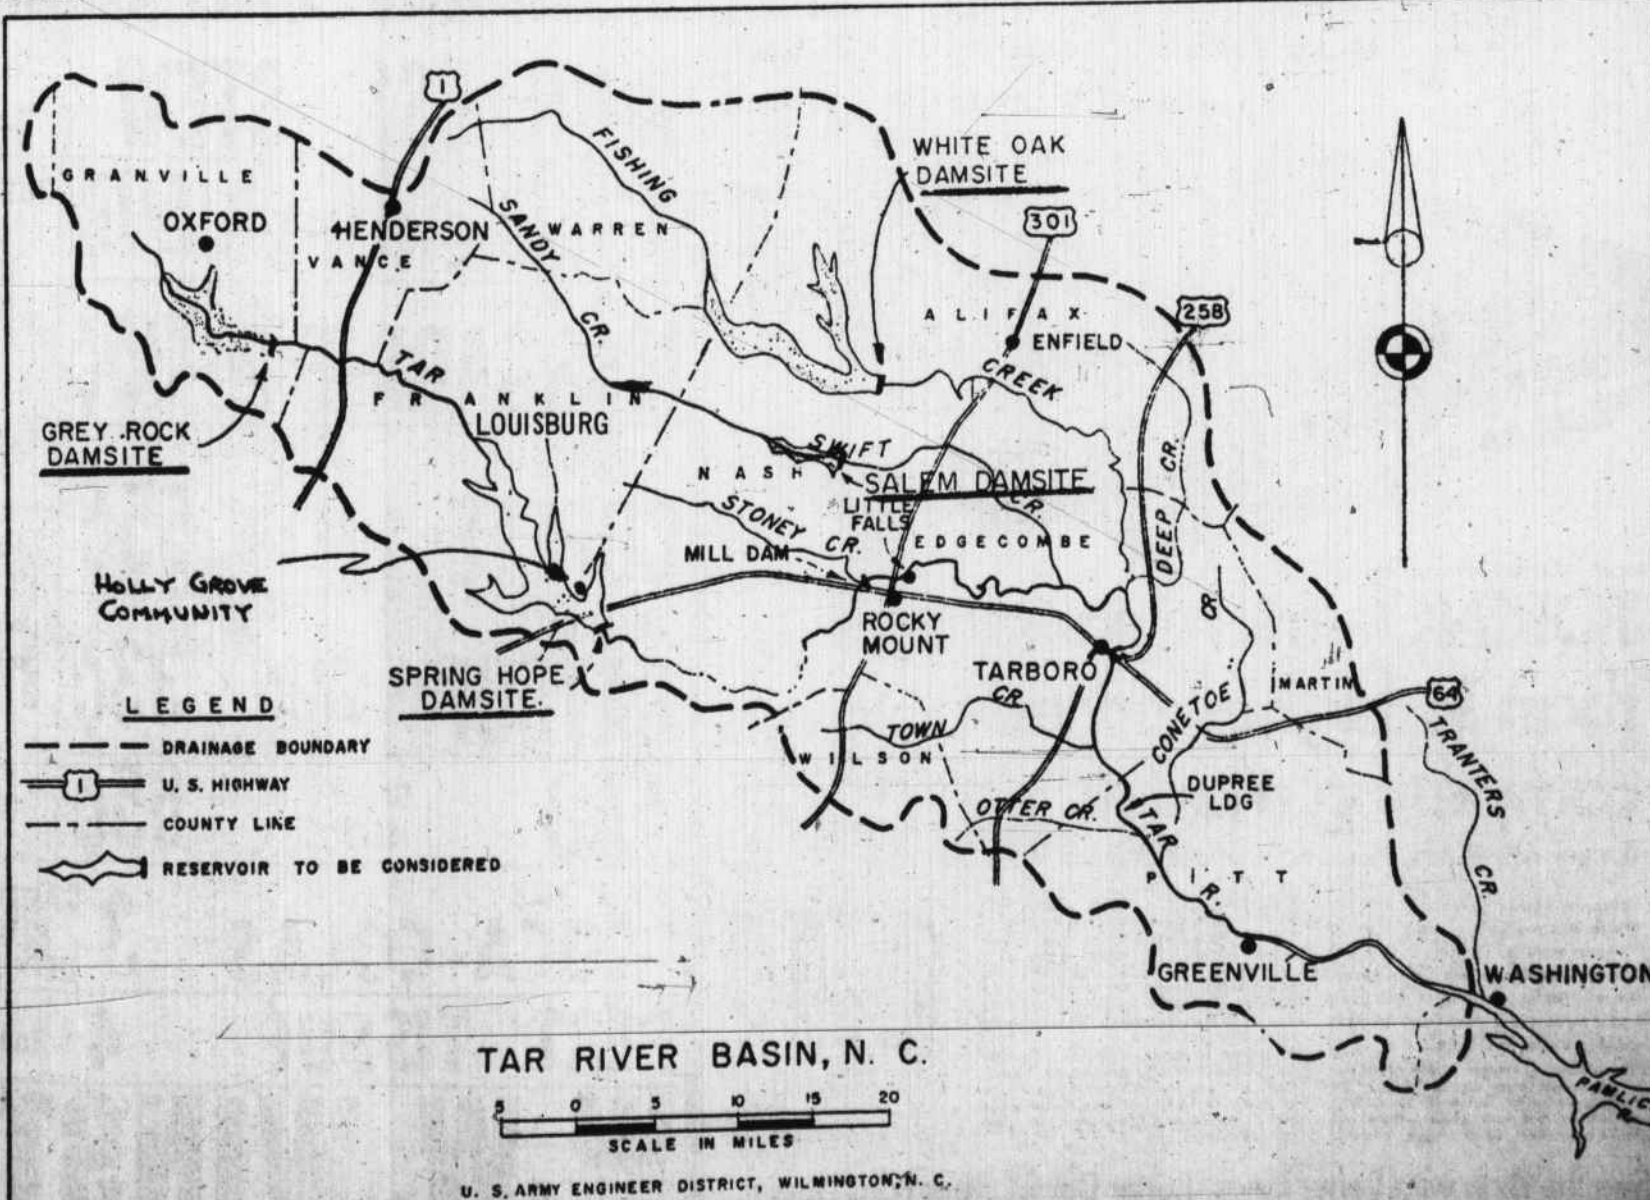 1
FISHING
WHITE OAK
DAMSITE
GRANVILLE
OXFORD
HENDERSON
SANDY
WARREN
301
VANCE
CR.
ALIFAX
258
ENFIELD
TAR
CREEK
FRANKLIN
LOUISBURG
GREY ROCK
DAMSITE
SWIFT
NASH
SALEM DAMSITE
CR
DEEP CR.
LITTLE
FALLS
STONEY
CR.
EDGECOMBE
MILL DAM
HOLLY GROVE
COMMUNITY
CR
ROCKY
MOUNT
TARBORO
SPRING HOPE
DAMSITE.
MARTIN
64
CR
CONETOE
TOWN
TRANTERS
CR.
WILSON
DUPREE
LDG
OTTER CR.
TAR
R.
PITT
GREENVILLE
WASHINGTON
PAMLIC
LEGEND
DRAINAGE BOUNDARY
1 U. S. HIGHWAY
COUNTY LINE
RESERVOIR TO BE CONSIDERED
TAR RIVER BASIN, N. C.
5 0 5 10 15 20
SCALE IN MILES
U. S. ARMY ENGINEER DISTRICT, WILMINGTON, N. C.